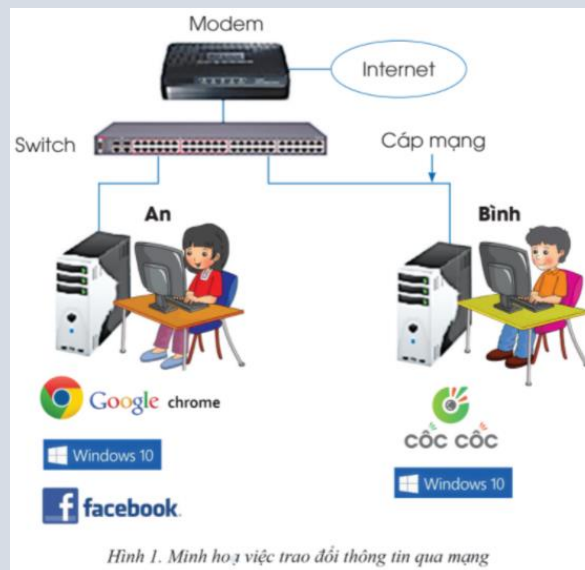 Modem
Internet
Switch
Cáp mạng
An
Bình
Google chrome
Windows 10
facebook
CỐC CỐC
Windows 10
Hình 1. Minh hoạ việc trao đổi thông tin qua mạng